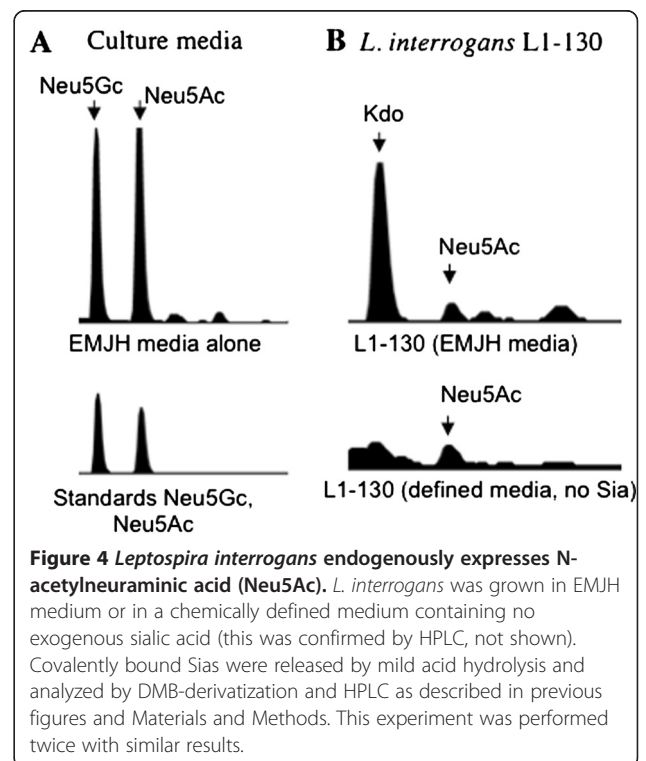 A Culture media
B L. interrogans L1-130
Neu5Gc
Neu5Ac
Kdo
Neu5Ac
EMJH media alone
L1-130 (EMJH media)
Neu5Ac
Standards Neu5Gc,
Neu5Ac
L1-130 (defined media, no Sia)
Figure 4 Leptospira interrogans endogenously expresses N-
acetylneuraminic acid (Neu5Ac). L. interrogans was grown in EMJH
medium or in a chemically defined medium containing no
exogenous sialic acid (this was confirmed by HPLC, not shown).
Covalently bound Sias were released by mild acid hydrolysis and
analyzed by DMB-derivatization and HPLC as described in previous
figures and Materials and Methods. This experiment was performed
twice with similar results.